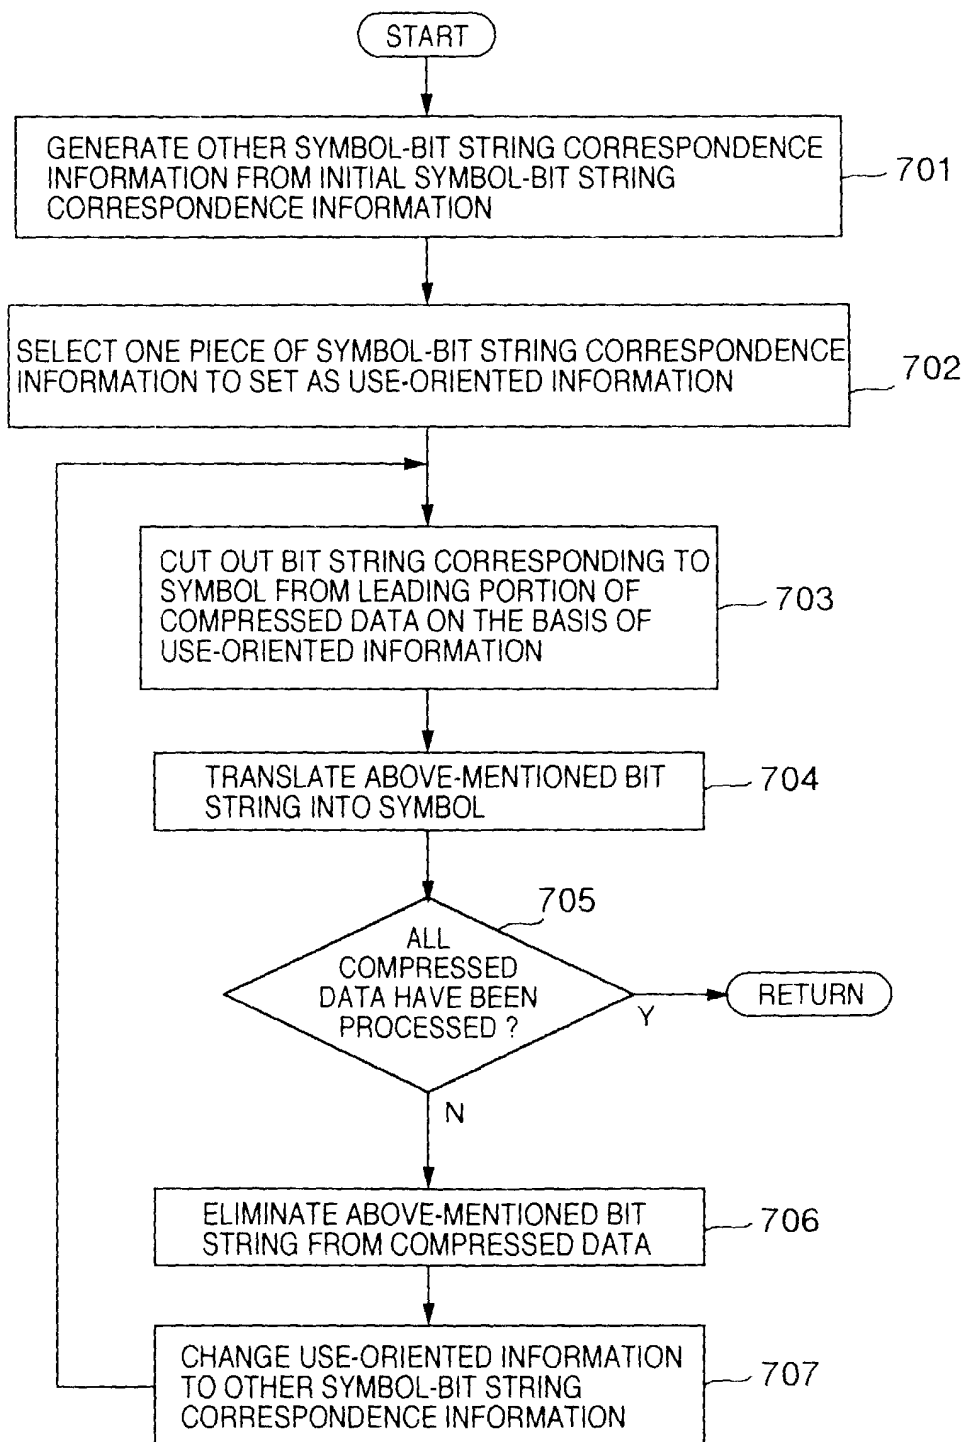 START
GENERATE OTHER SYMBOL-BIT STRING CORRESPONDENCE
INFORMATION FROM INITIAL SYMBOL-BIT STRING
CORRESPONDENCE INFORMATION
701
SELECT ONE PIECE OF SYMBOL-BIT STRING CORRESPONDENCE
INFORMATION TO SET AS USE-ORIENTED INFORMATION
702
CUT OUT BIT STRING CORRESPONDING TO
SYMBOL FROM LEADING PORTION OF
COMPRESSED DATA ON THE BASIS OF
USE-ORIENTED INFORMATION
703
TRANSLATE ABOVE-MENTIONED BIT
STRING INTO SYMBOL
704
705
ALL
COMPRESSED
DATA HAVE BEEN
PROCESSED ?
Y
RETURN
N
ELIMINATE ABOVE-MENTIONED BIT
STRING FROM COMPRESSED DATA
706
CHANGE USE-ORIENTED INFORMATION
TO OTHER SYMBOL-BIT STRING
CORRESPONDENCE INFORMATION
707